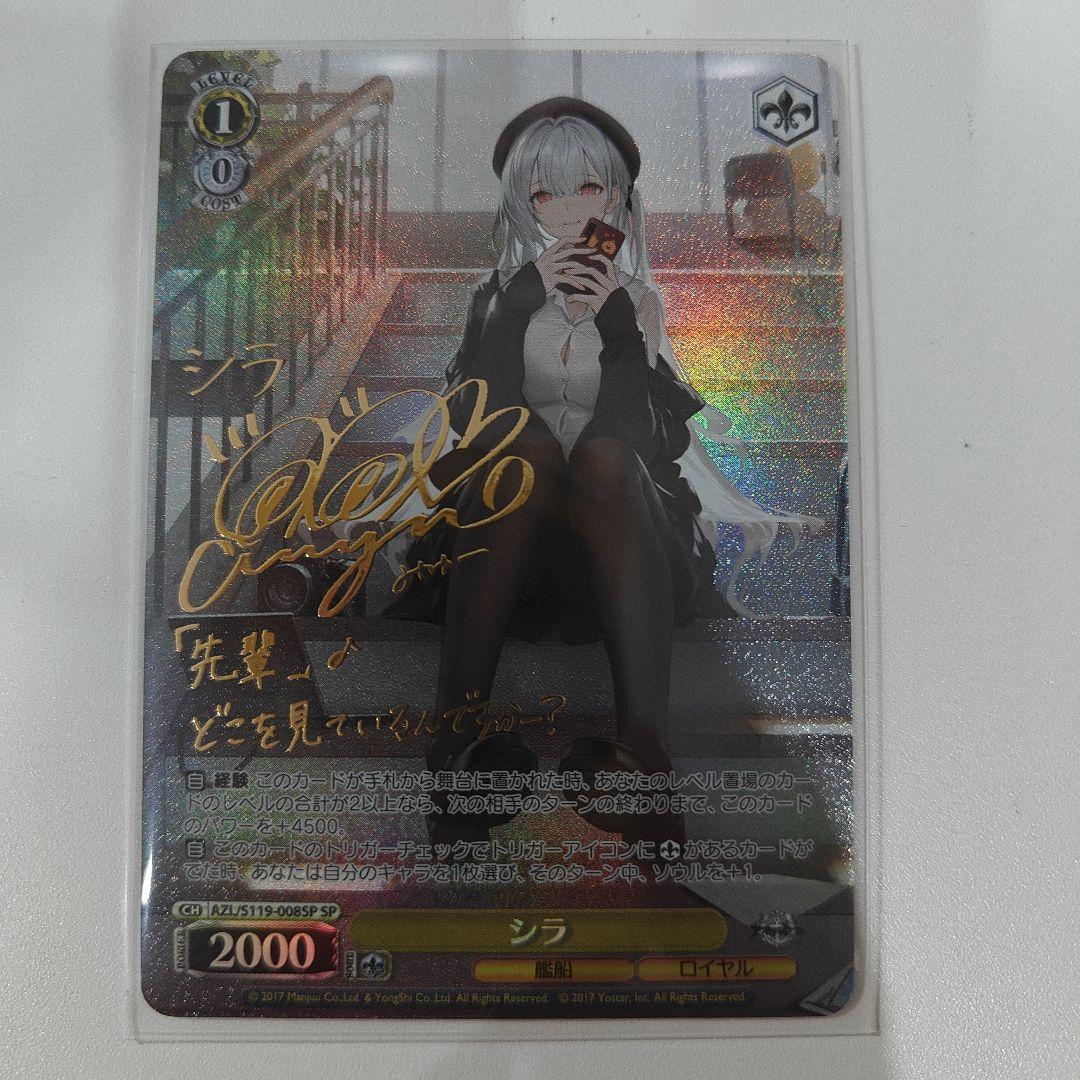 LEVEL
1
0
COST
シラ
みゅー
「先輩」♪
どこを見ているんですかー?
自 経験 このカードが手札から舞台に置かれた時、あなたのレベル置場のカー
ドのレベルの合計が2以上なら、次の相手のターンの終わりまで、このカード
のパワーを+4500。
自 このカードのトリガーチェックでトリガーアイコンに があるカードが
でた時、あなたは自分のキャラを1枚選び、そのターン中、ソウルを+1。
CH AZL/S119-008SP SP
POWER 2000 SOUL
シラ
艦船 ロイヤル
© 2017 Manjuu Co.,Ltd. & YongShi Co.,Ltd. All Rights Reserved. © 2017 Yostar, Inc. All Rights Reserved.